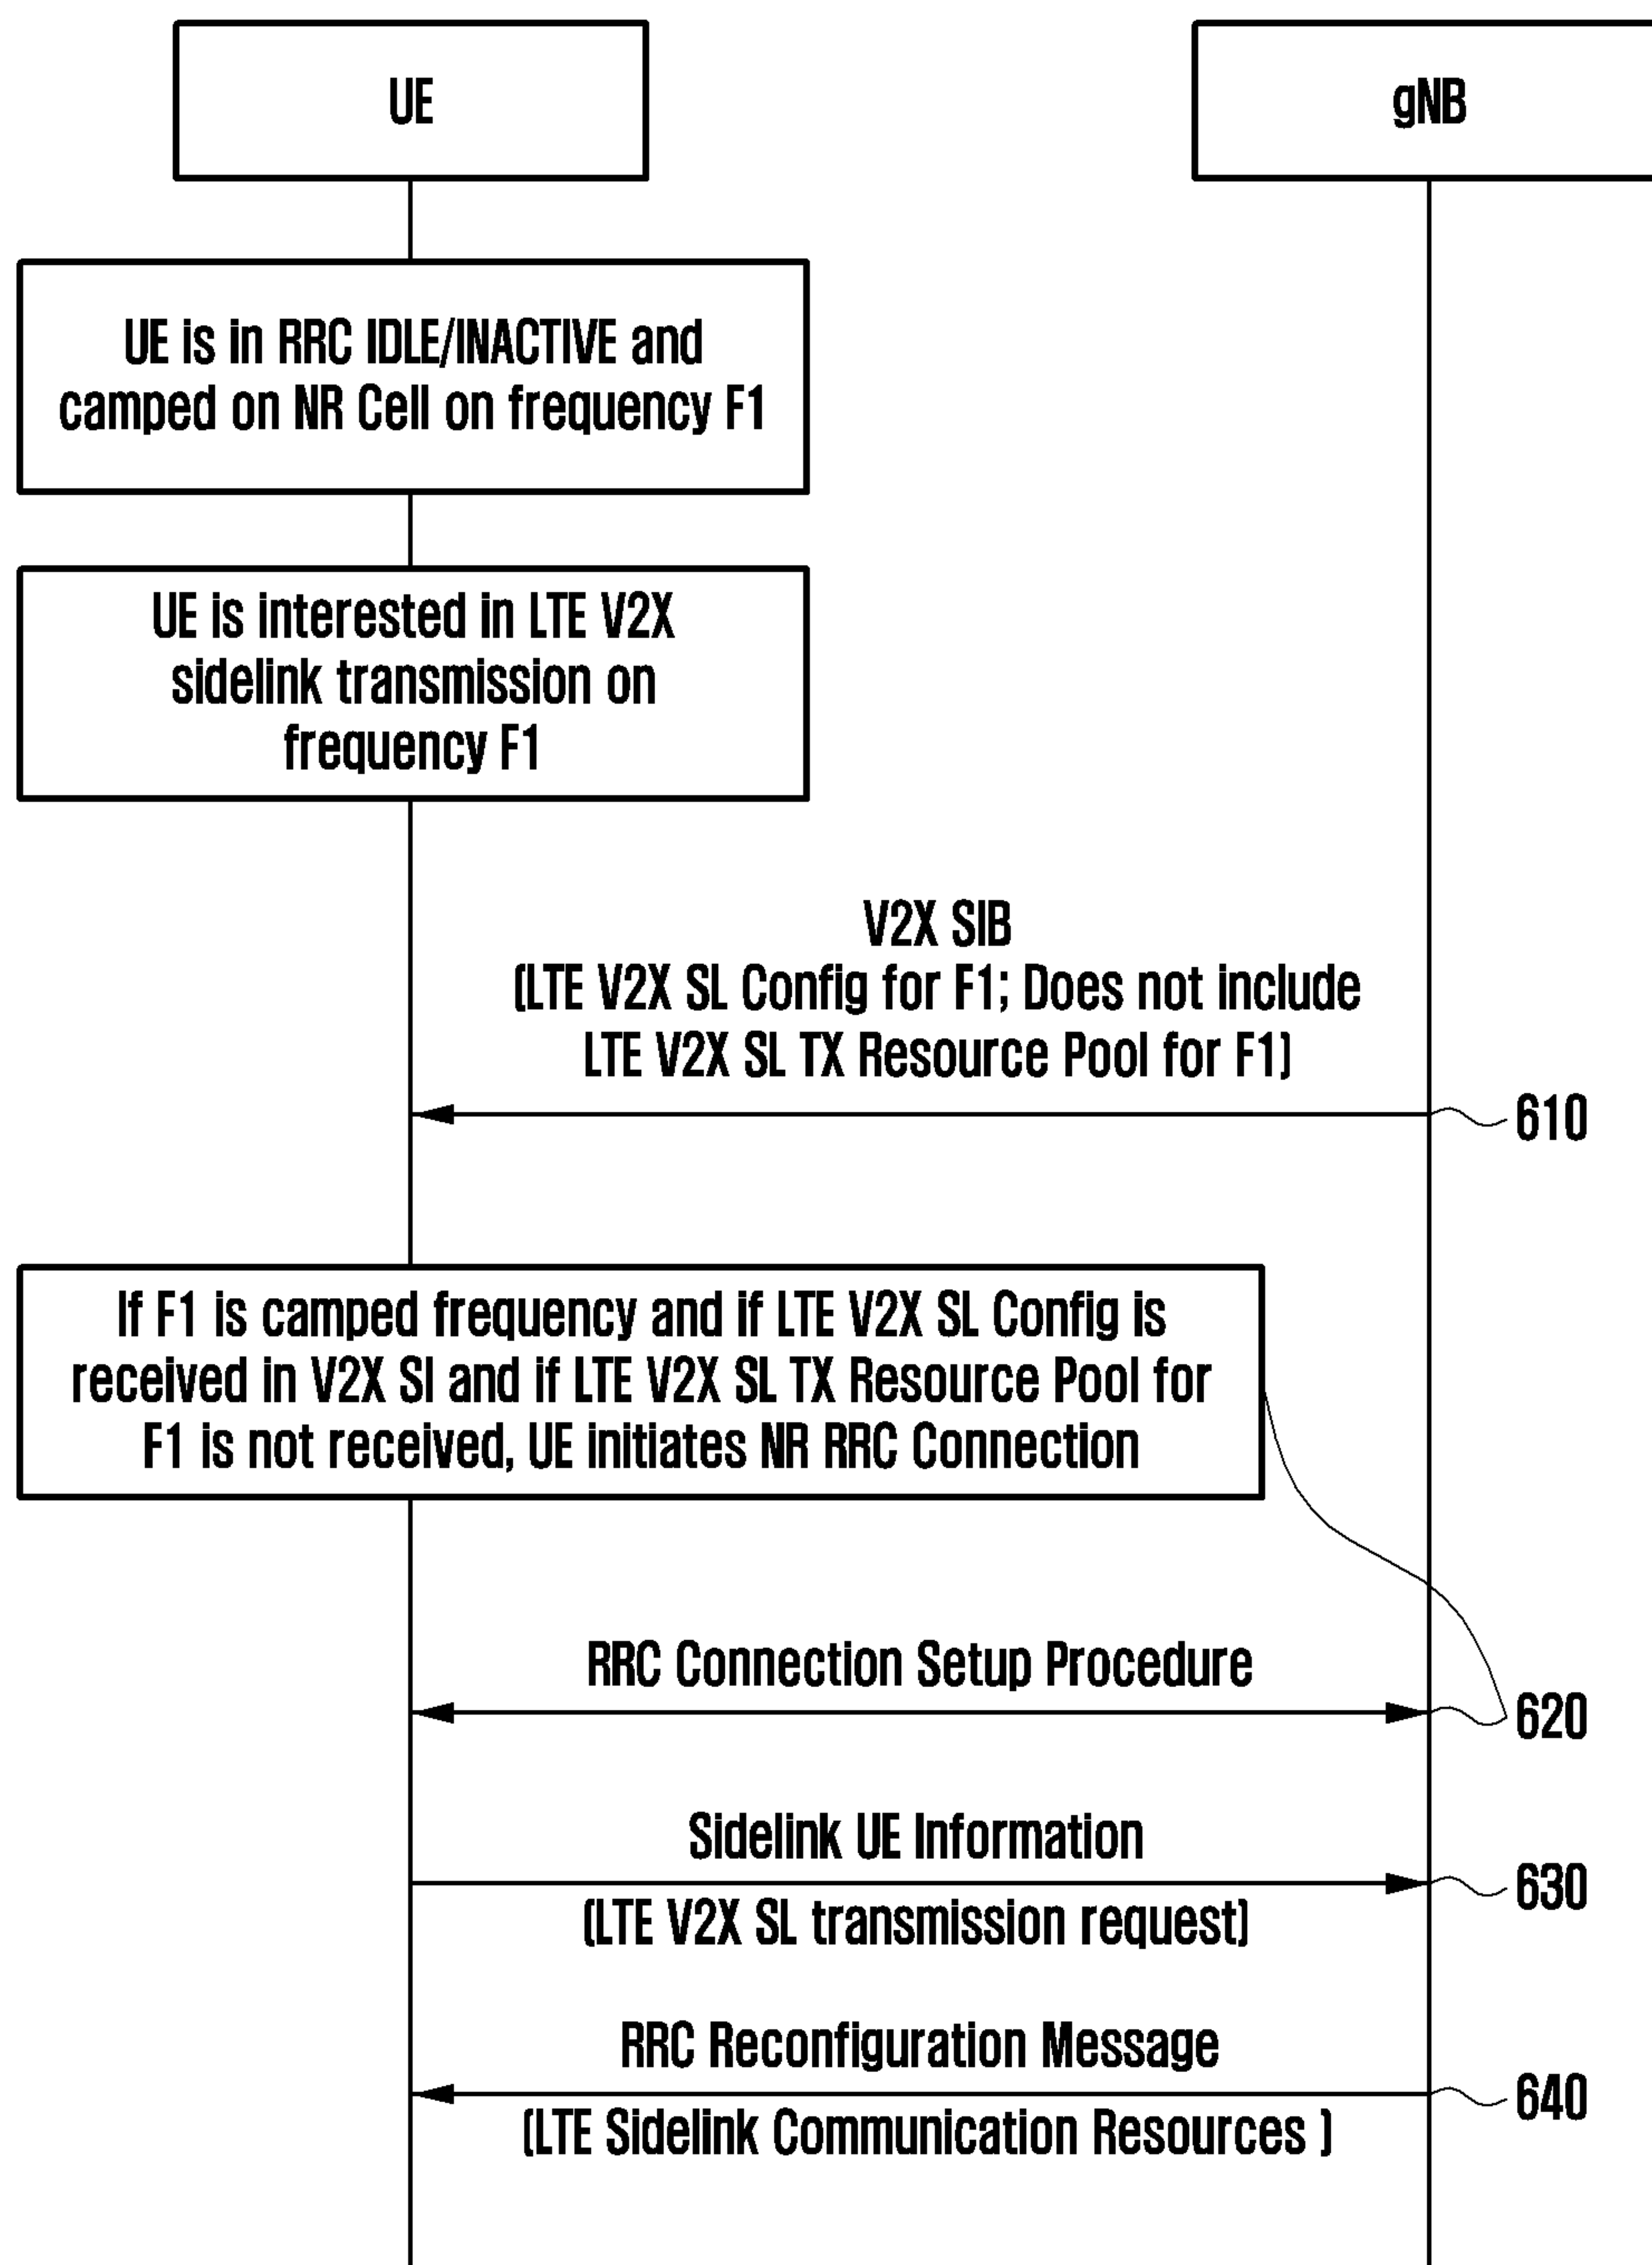 UE
gNB
UE is in RRC IDLE/INACTIVE and
camped on NR Cell on frequency F1
UE is interested in LTE V2X
sidelink transmission on
frequency F1
V2X SIB
(LTE V2X SL Config for F1; Does not include
LTE V2X SL TX Resource Pool for F1)
610
If F1 is camped frequency and if LTE V2X SL Config is
received in V2X SI and if LTE V2X SL TX Resource Pool for
F1 is not received, UE initiates NR RRC Connection
RRC Connection Setup Procedure
620
Sidelink UE Information
630
(LTE V2X SL transmission request)
RRC Reconfiguration Message
640
(LTE Sidelink Communication Resources )